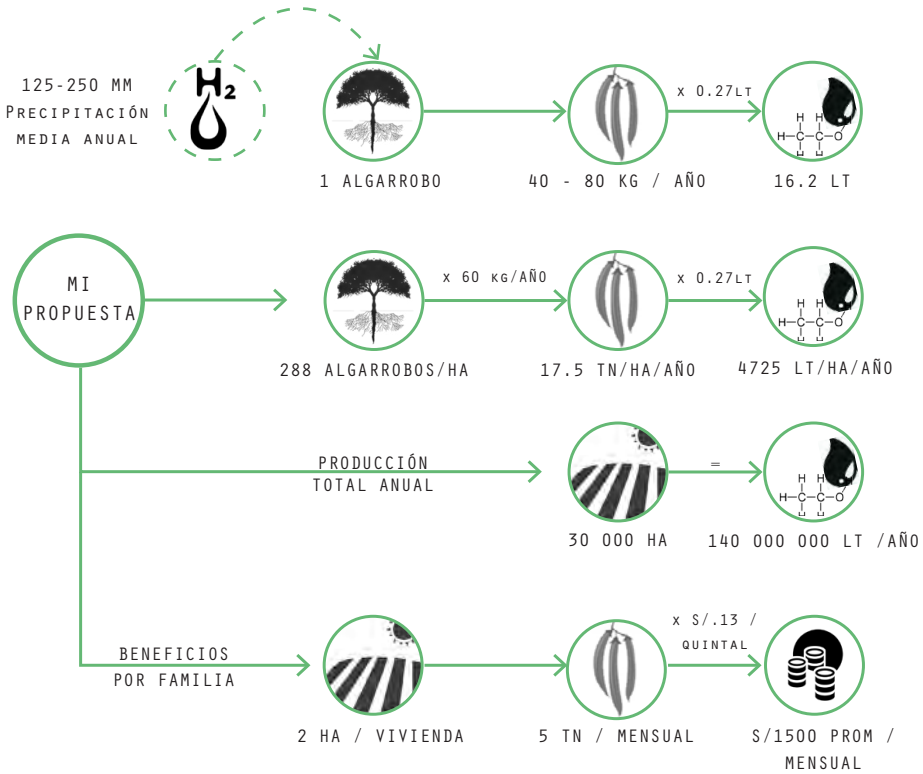 125-250 MM
PRECIPITACIÓN
MEDIA ANUAL
H2
1 ALGARROBO
40 - 80 KG / AÑO
X 0.27LT
H H
H-C-C-O
H H
16.2 LT
MI
PROPUESTA
288 ALGARROBOS/HA
X 60 KG/AÑO
17.5 TN/HA/AÑO
X 0.27LT
H H
H-C-C-O
H H
4725 LT/HA/AÑO
PRODUCCIÓN
TOTAL ANUAL
30 000 HA
=
H H
H-C-C-O
H H
140 000 000 LT /AÑO
BENEFICIOS
POR FAMILIA
2 HA / VIVIENDA
5 TN / MENSUAL
X S/.13 /
QUINTAL
S/1500 PROM /
MENSUAL